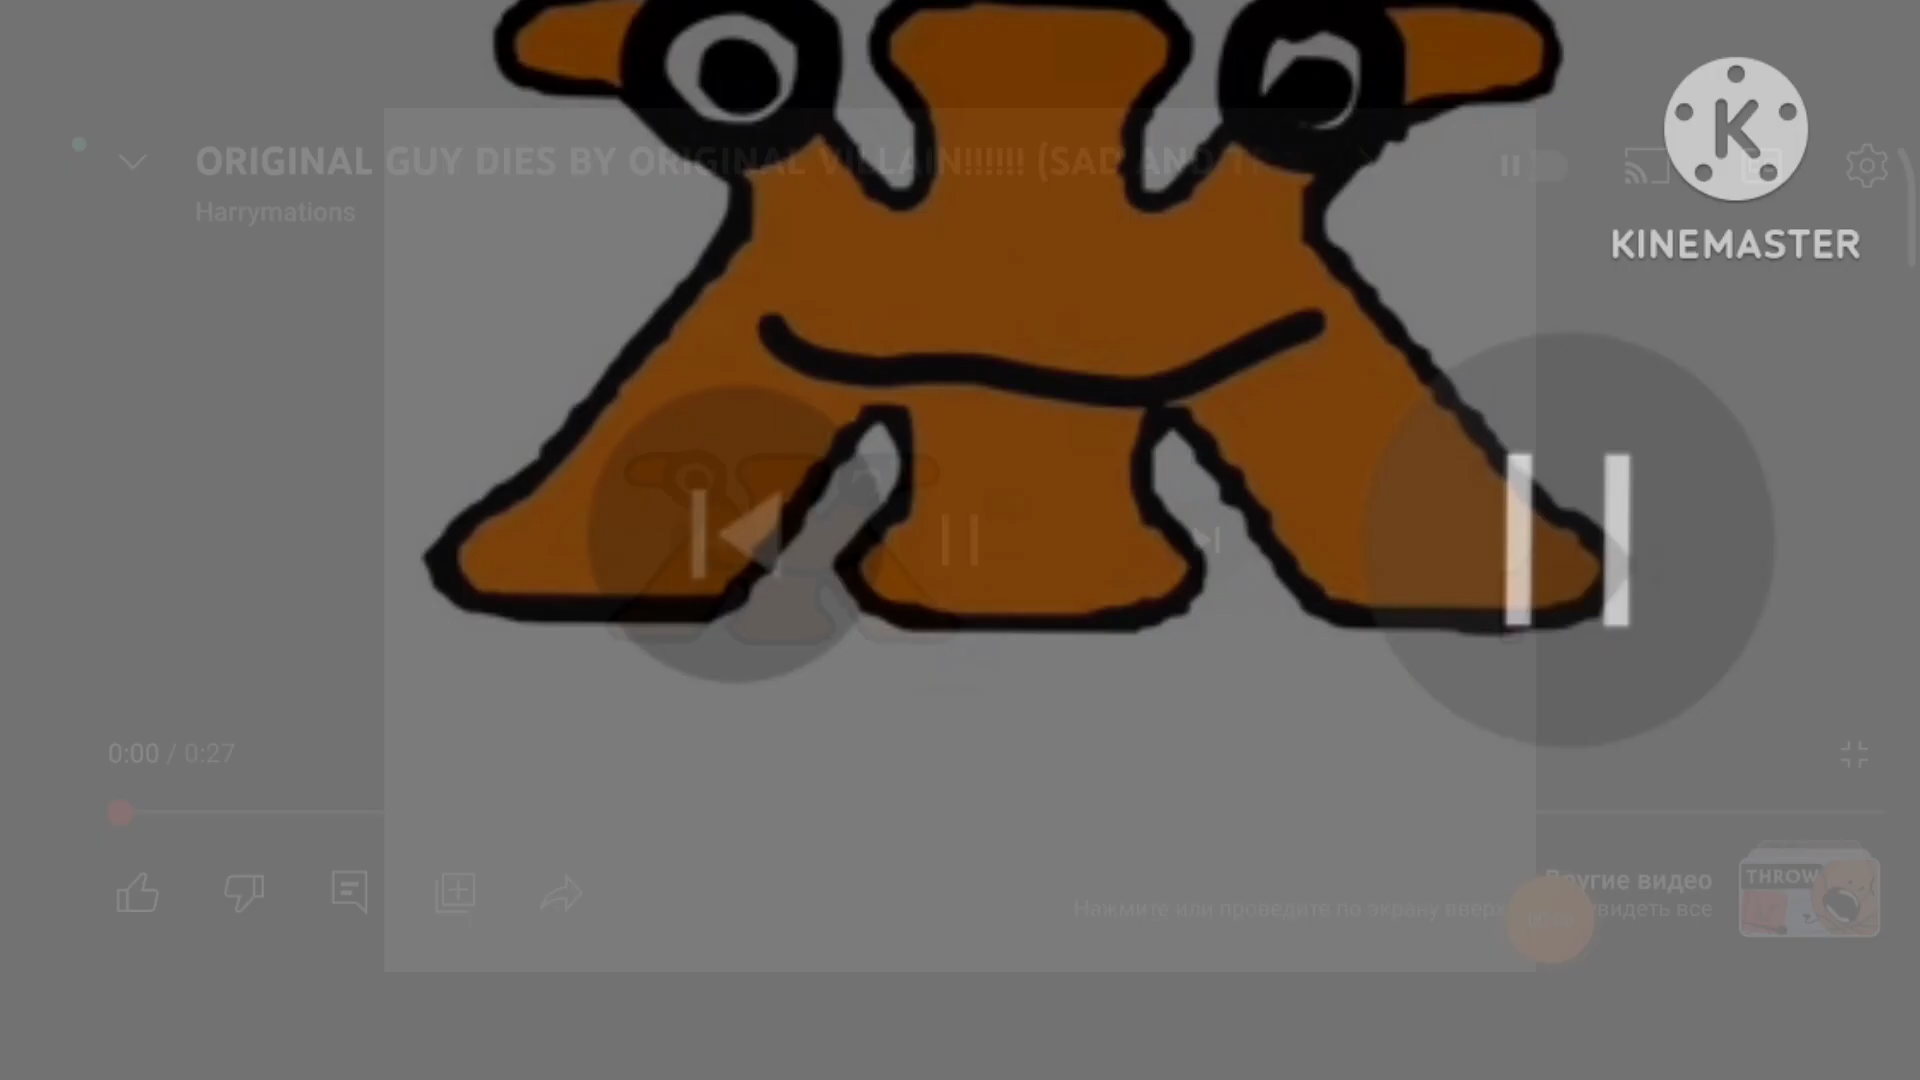 ORIGINAL GUY DIES BY ORIGINAL VILLAIN!!!!!! (SAD AND
Harrymations
K
KINEMASTER
0:00 / 0:27
Другие видео
Нажмите или проведите по экрану вверх увидеть все
THROW